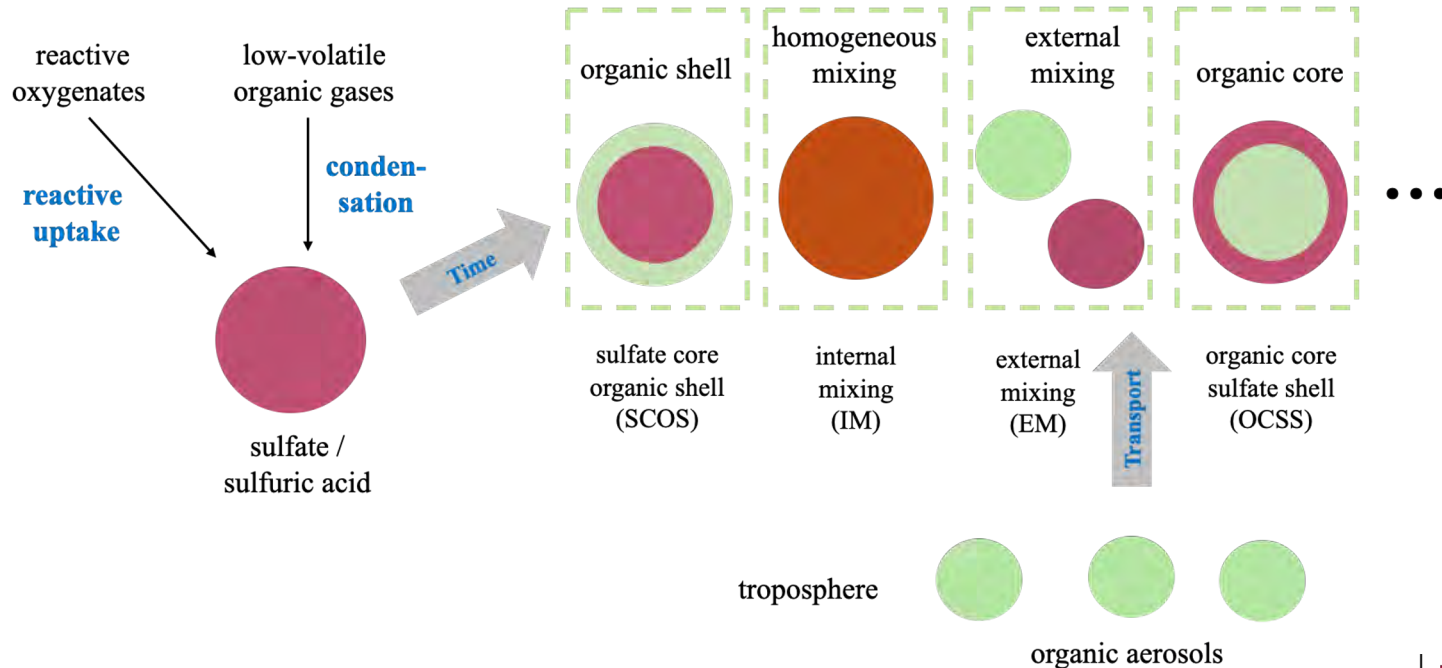 reactive
oxygenates
low-volatile
organic gases
reactive
uptake
conden-
sation
sulfate /
sulfuric acid
Time
organic shell
homogeneous
mixing
external
mixing
organic core
sulfate core
organic shell
(SCOS)
internal
mixing
(IM)
external
mixing
(EM)
organic core
sulfate shell
(OCSS)
Transport
troposphere
organic aerosols